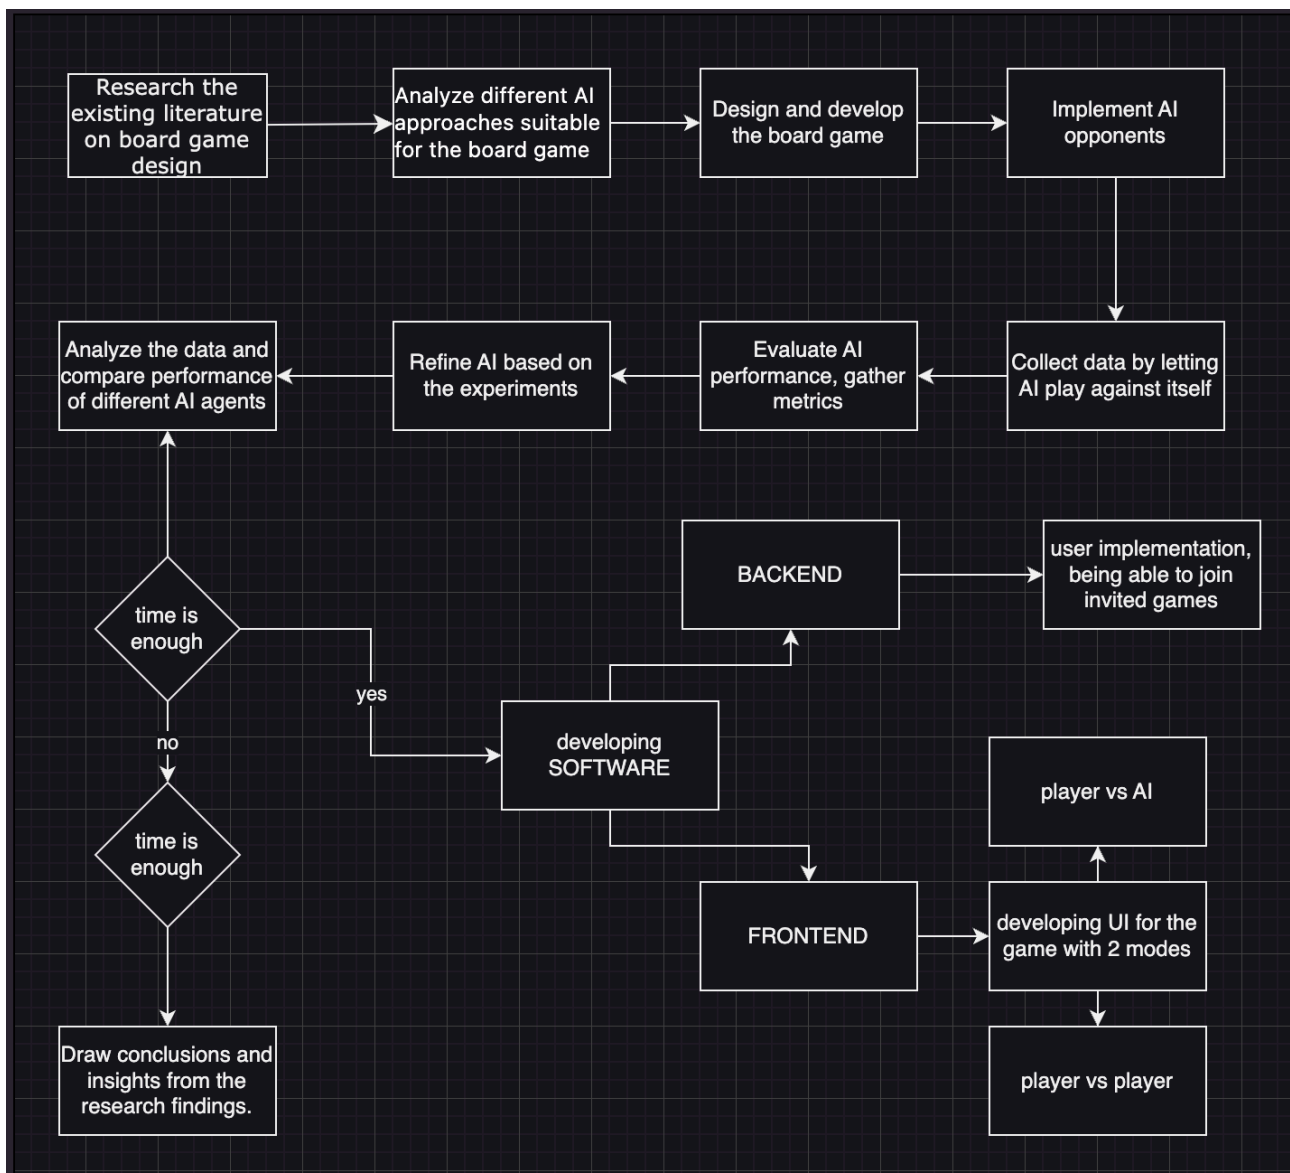 Research the
existing literature
on board game
design
Analyze different AI
approaches suitable
for the board game
Design and develop
the board game
Implement AI
opponents
Analyze the data and
compare performance
of different AI agents
Refine AI based on
the experiments
Evaluate AI
performance, gather
metrics
Collect data by letting
AI play against itself
time is
enough
yes
no
BACKEND
user implementation,
being able to join
invited games
developing
SOFTWARE
player vs AI
time is
enough
FRONTEND
developing UI for the
game with 2 modes
Draw conclusions and
insights from the
research findings.
player vs player